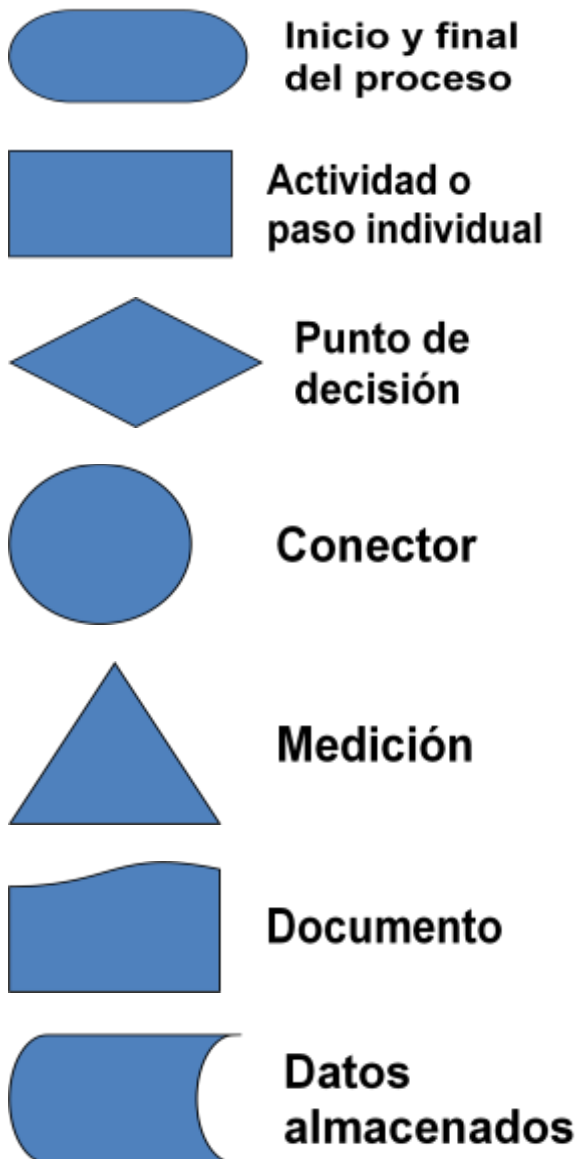 Inicio y final
del proceso
Actividad o
paso individual
Punto de
decisión
Conector
Medición
Documento
Datos
almacenados